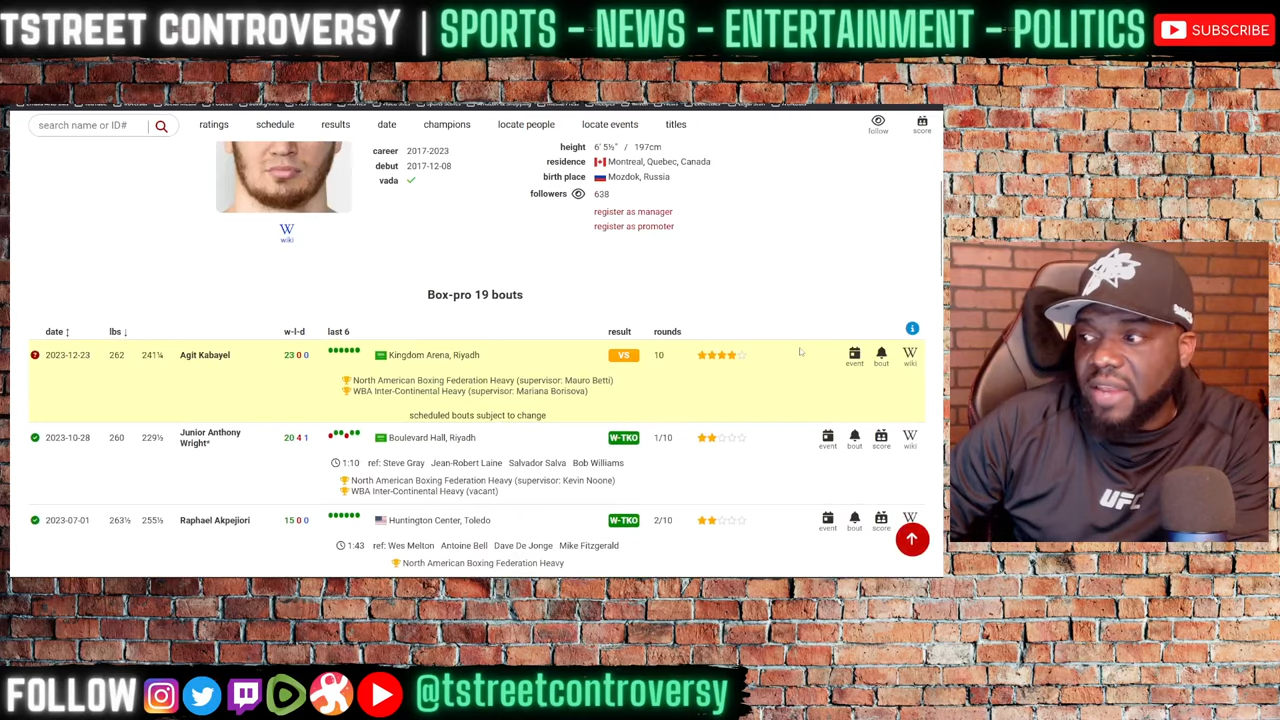 TSTREET CONTROVERSY | SPORTS - NEWS - ENTERTAINMENT - POLITICS SUBSCRIBE
search name or ID# ratings schedule results date champions locate people locate events titles follow score
career 2017-2023
debut 2017-12-08
vada
height 6' 5½" / 197cm
residence Montreal, Quebec, Canada
birth place Mozdok, Russia
followers 638
register as manager
register as promoter
W
wiki
Box-pro 19 bouts
date lbs w-l-d last 6 result rounds
2023-12-23 262 241¼ Agit Kabayel 23 0 0 Kingdom Arena, Riyadh VS 10 event bout wiki
North American Boxing Federation Heavy (supervisor: Mauro Betti)
WBA Inter-Continental Heavy (supervisor: Mariana Borisova)
scheduled bouts subject to change
2023-10-28 260 229½ Junior Anthony Wright* 20 4 1 Boulevard Hall, Riyadh W-TKO 1/10 event bout score wiki
1:10 ref: Steve Gray Jean-Robert Laine Salvador Salva Bob Williams
North American Boxing Federation Heavy (supervisor: Kevin Noone)
WBA Inter-Continental Heavy (vacant)
2023-07-01 263½ 255½ Raphael Akpejiori 15 0 0 Huntington Center, Toledo W-TKO 2/10 event bout score
1:43 ref: Wes Melton Antoine Bell Dave De Jonge Mike Fitzgerald
North American Boxing Federation Heavy
UFC
FOLLOW @tstreetcontroversy